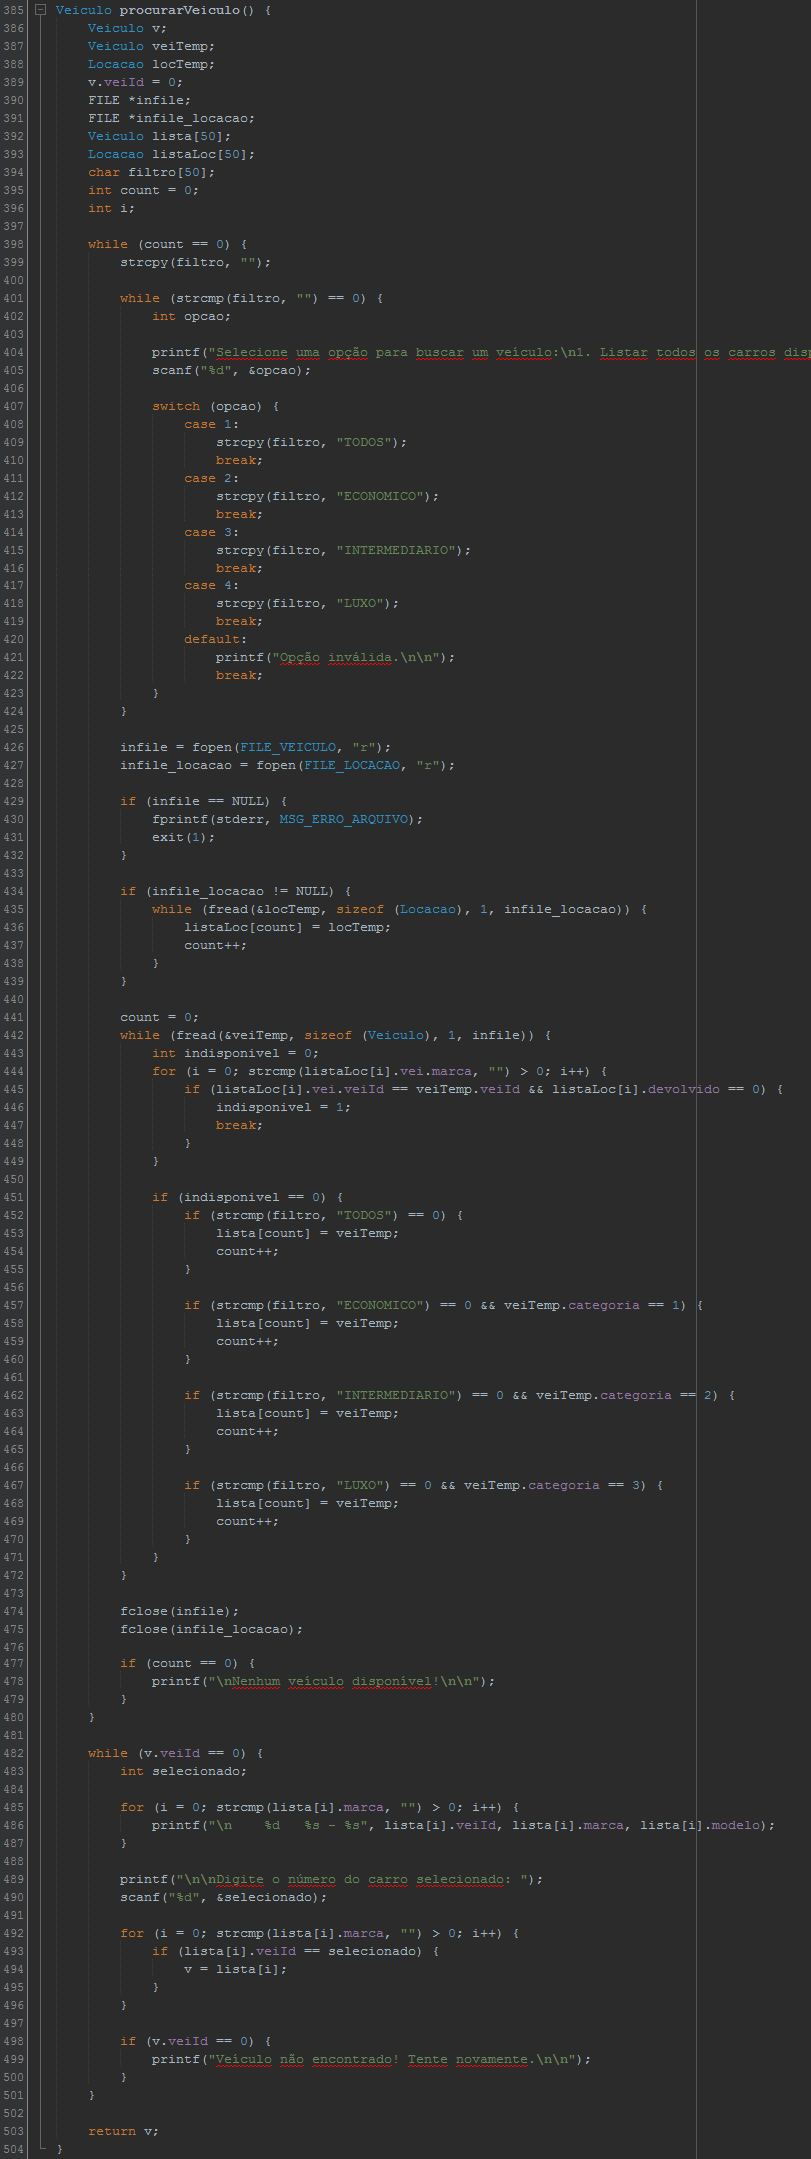 385 Veiculo procurarVeiculo() {
386     Veiculo v;
387     Veiculo veiTemp;
388     Locacao locTemp;
389     v.veiId = 0;
390     FILE *infile;
391     FILE *infile_locacao;
392     Veiculo lista[50];
393     Locacao listaLoc[50];
394     char filtro[50];
395     int count = 0;
396     int i;
397
398     while (count == 0) {
399         strcpy(filtro, "");
400
401         while (strcmp(filtro, "") == 0) {
402             int opcao;
403
404             printf("Selecione uma opção para buscar um veículo:\n1. Listar todos os carros disp
405             scanf("%d", &opcao);
406
407             switch (opcao) {
408                 case 1:
409                     strcpy(filtro, "TODOS");
410                     break;
411                 case 2:
412                     strcpy(filtro, "ECONOMICO");
413                     break;
414                 case 3:
415                     strcpy(filtro, "INTERMEDIARIO");
416                     break;
417                 case 4:
418                     strcpy(filtro, "LUXO");
419                     break;
420                 default:
421                     printf("Opção inválida.\n\n");
422                     break;
423             }
424         }
425
426         infile = fopen(FILE_VEICULO, "r");
427         infile_locacao = fopen(FILE_LOCACAO, "r");
428
429         if (infile == NULL) {
430             fprintf(stderr, MSG_ERRO_ARQUIVO);
431             exit(1);
432         }
433
434         if (infile_locacao != NULL) {
435             while (fread(&locTemp, sizeof (Locacao), 1, infile_locacao)) {
436                 listaLoc[count] = locTemp;
437                 count++;
438             }
439         }
440
441         count = 0;
442         while (fread(&veiTemp, sizeof (Veiculo), 1, infile)) {
443             int indisponivel = 0;
444             for (i = 0; strcmp(listaLoc[i].vei.marca, "") > 0; i++) {
445                 if (listaLoc[i].vei.veiId == veiTemp.veiId && listaLoc[i].devolvido == 0) {
446                     indisponivel = 1;
447                     break;
448                 }
449             }
450
451             if (indisponivel == 0) {
452                 if (strcmp(filtro, "TODOS") == 0) {
453                     lista[count] = veiTemp;
454                     count++;
455                 }
456
457                 if (strcmp(filtro, "ECONOMICO") == 0 && veiTemp.categoria == 1) {
458                     lista[count] = veiTemp;
459                     count++;
460                 }
461
462                 if (strcmp(filtro, "INTERMEDIARIO") == 0 && veiTemp.categoria == 2) {
463                     lista[count] = veiTemp;
464                     count++;
465                 }
466
467                 if (strcmp(filtro, "LUXO") == 0 && veiTemp.categoria == 3) {
468                     lista[count] = veiTemp;
469                     count++;
470                 }
471             }
472         }
473
474         fclose(infile);
475         fclose(infile_locacao);
476
477         if (count == 0) {
478             printf("\nNenhum veículo disponível!\n\n");
479         }
480     }
481
482     while (v.veiId == 0) {
483         int selecionado;
484
485         for (i = 0; strcmp(lista[i].marca, "") > 0; i++) {
486             printf("\n    %d   %s - %s", lista[i].veiId, lista[i].marca, lista[i].modelo);
487         }
488
489         printf("\n\nDigite o número do carro selecionado: ");
490         scanf("%d", &selecionado);
491
492         for (i = 0; strcmp(lista[i].marca, "") > 0; i++) {
493             if (lista[i].veiId == selecionado) {
494                 v = lista[i];
495             }
496         }
497
498         if (v.veiId == 0) {
499             printf("Veículo não encontrado! Tente novamente.\n\n");
500         }
501     }
502
503     return v;
504 }